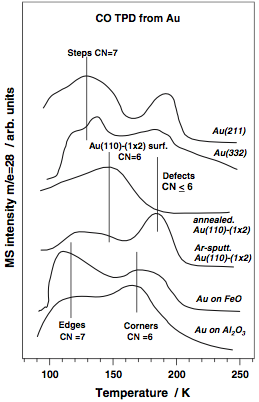 CO TPD from Au
Steps CN=7
Au(211)
Au(110)-(1x2) surf.
CN=6
Au(332)
Defects
CN < 6
annealed.
Au(110)-(1x2)
Ar-sputt.
Au(110)-(1x2)
Au on FeO
Edges
CN =7
Corners
CN =6
Au on Al₂O₃
MS intensity m/e=28 / arb. units
100 150 200 250
Temperature / K